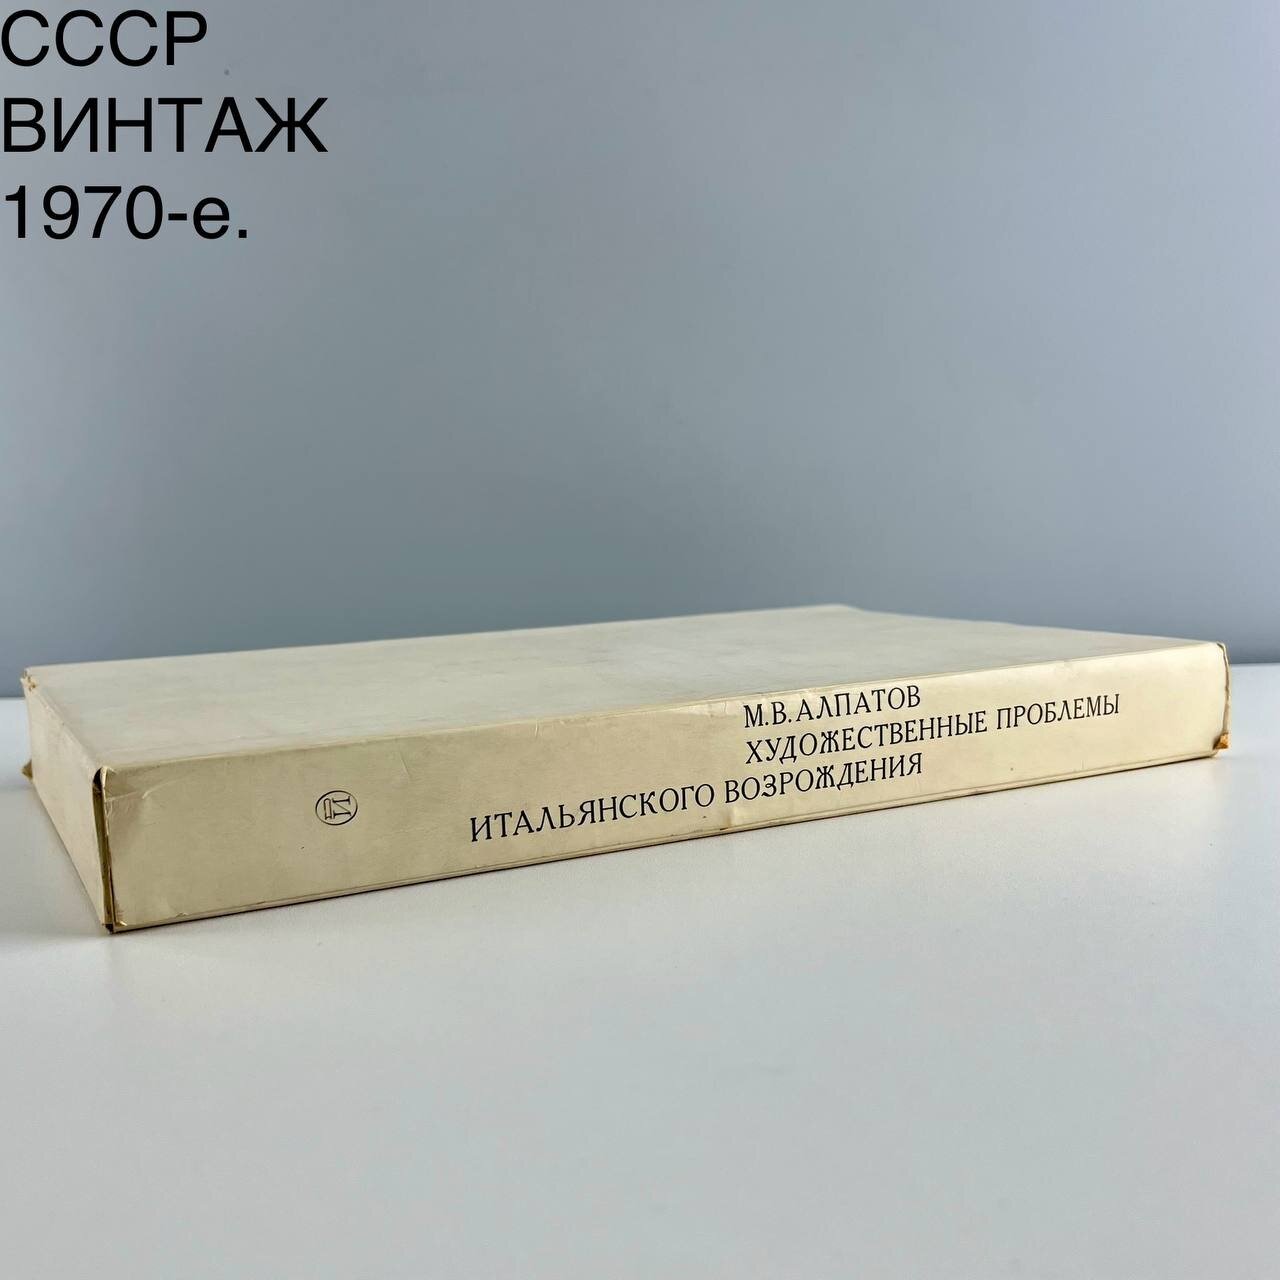 СССР
ВИНТАЖ
1970-е.
М.В.АЛПАТОВ
ХУДОЖЕСТВЕННЫЕ ПРОБЛЕМЫ
ИТАЛЬЯНСКОГО ВОЗРОЖДЕНИЯ